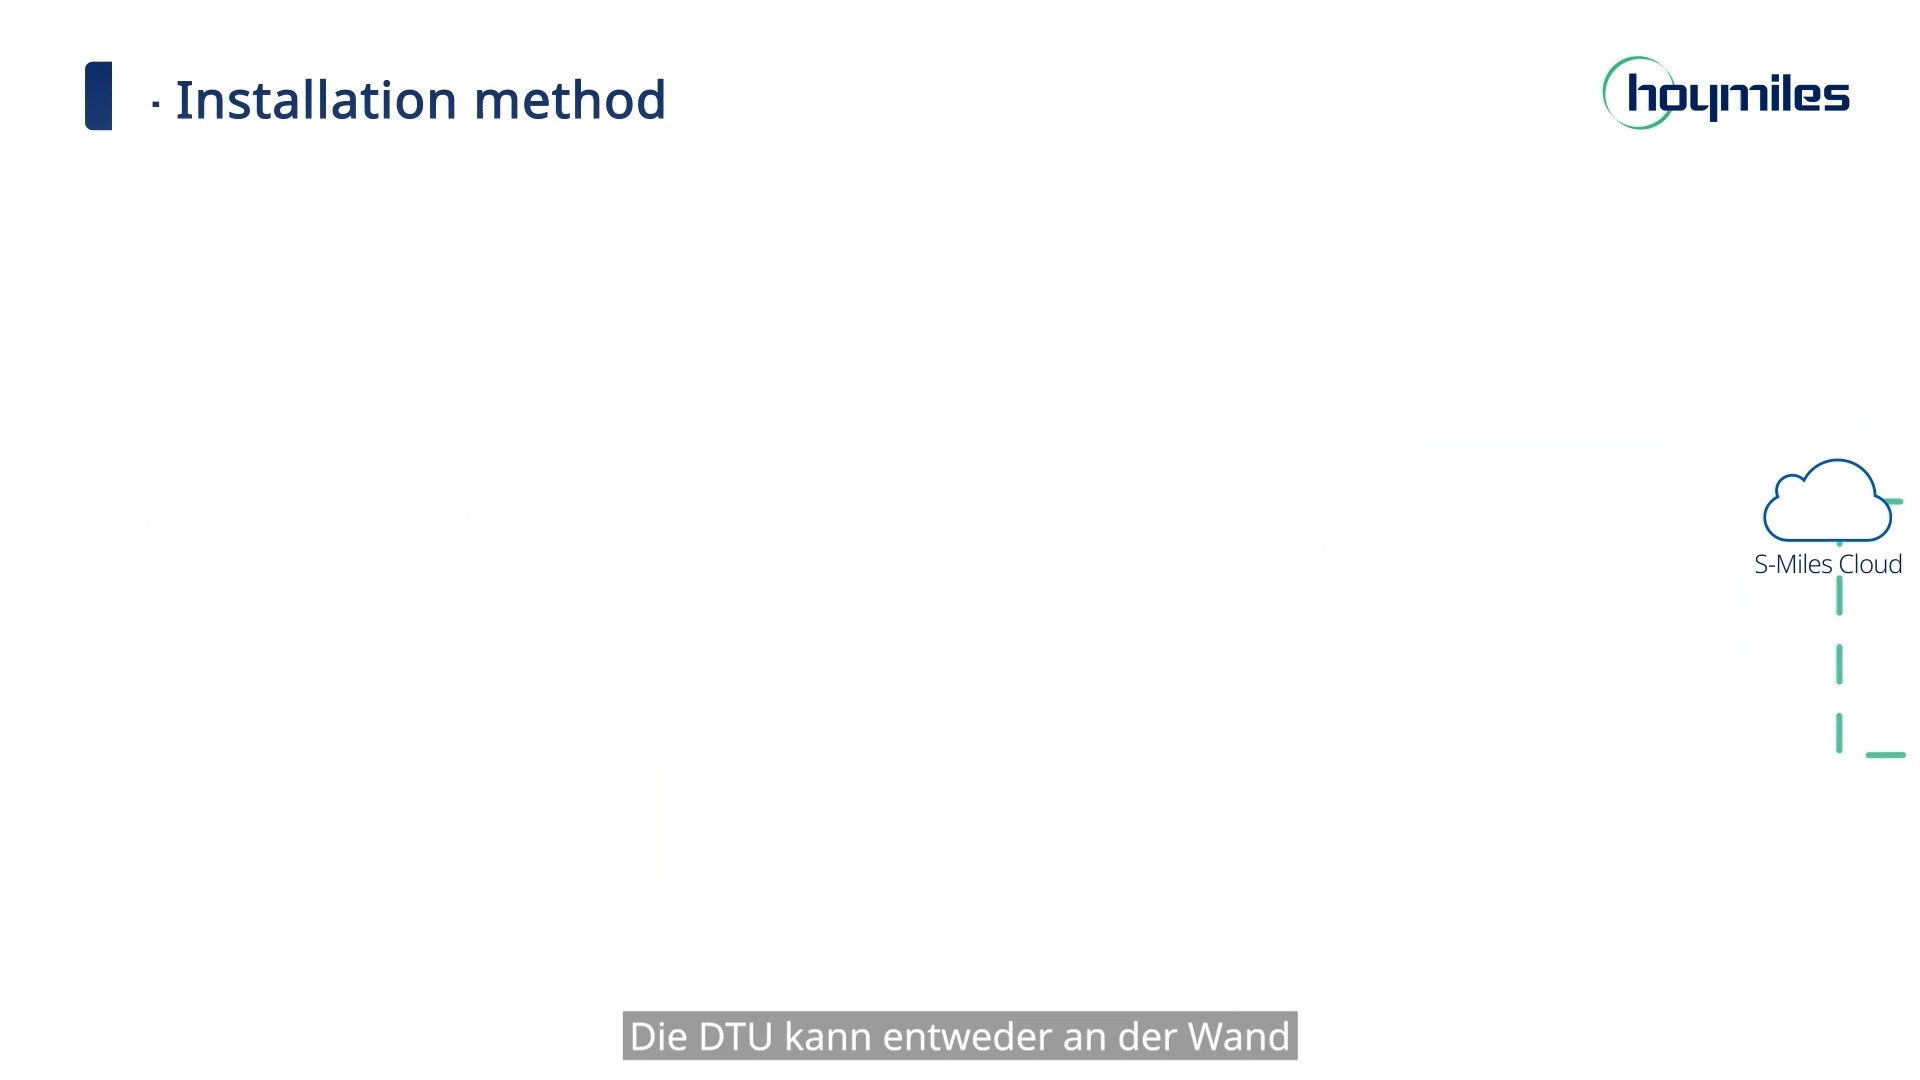 · Installation method
hoymiles
S-Miles Cloud
Die DTU kann entweder an der Wand